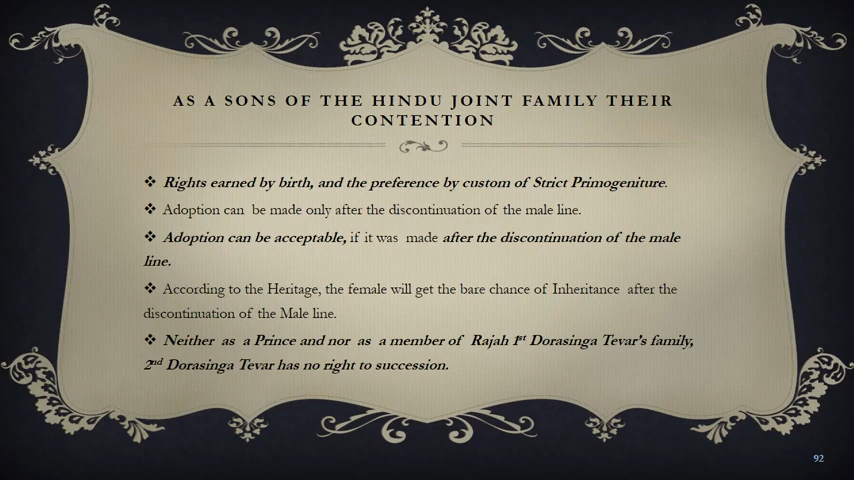 AS A SONS OF THE HINDU JOINT FAMILY THEIR
CONTENTION
❖ Rights earned by birth, and the preference by custom of Strict Primogeniture.
❖ Adoption can be made only after the discontinuation of the male line.
❖ Adoption can be acceptable, if it was made after the discontinuation of the male
line.
❖ According to the Heritage, the female will get the bare chance of Inheritance after the
discontinuation of the Male line.
❖ Neither as a Prince and nor as a member of Rajah 1st Dorasinga Tevar's family,
2nd Dorasinga Tevar has no right to succession.
92